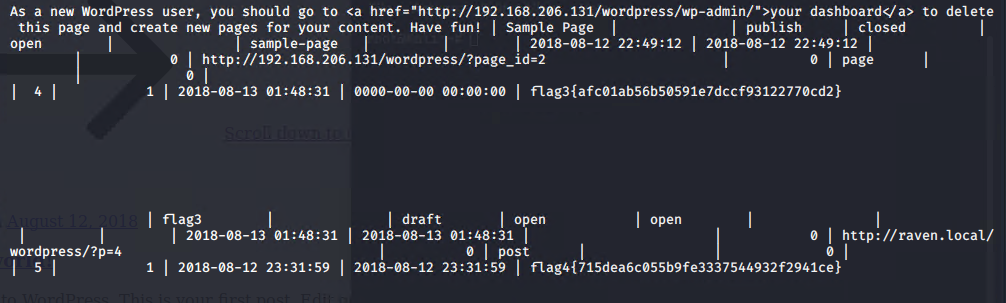 As a new WordPress user, you should go to <a href="http://192.168.206.131/wordpress/wp-admin/">your dashboard</a> to delete
this page and create new pages for your content. Have fun! | Sample Page | | publish | closed |
open | | sample-page | | | 2018-08-12 22:49:12 | 2018-08-12 22:49:12 |
| 0 | http://192.168.206.131/wordpress/?page_id=2 | 0 | page |
| 0 |
| 4 | 1 | 2018-08-13 01:48:31 | 0000-00-00 00:00:00 | flag3{afc01ab56b50591e7dccf93122770cd2}
Scroll down to
August 12, 2018 | flag3 | | draft | open | open | |
| | | 2018-08-13 01:48:31 | 2018-08-13 01:48:31 | | 0 | http://raven.local/
wordpress/?p=4 | 0 | post | | 0 |
| 5 | 1 | 2018-08-12 23:31:59 | 2018-08-12 23:31:59 | flag4{715dea6c055b9fe3337544932f2941ce}
to WordPress. This is your first post. Edit